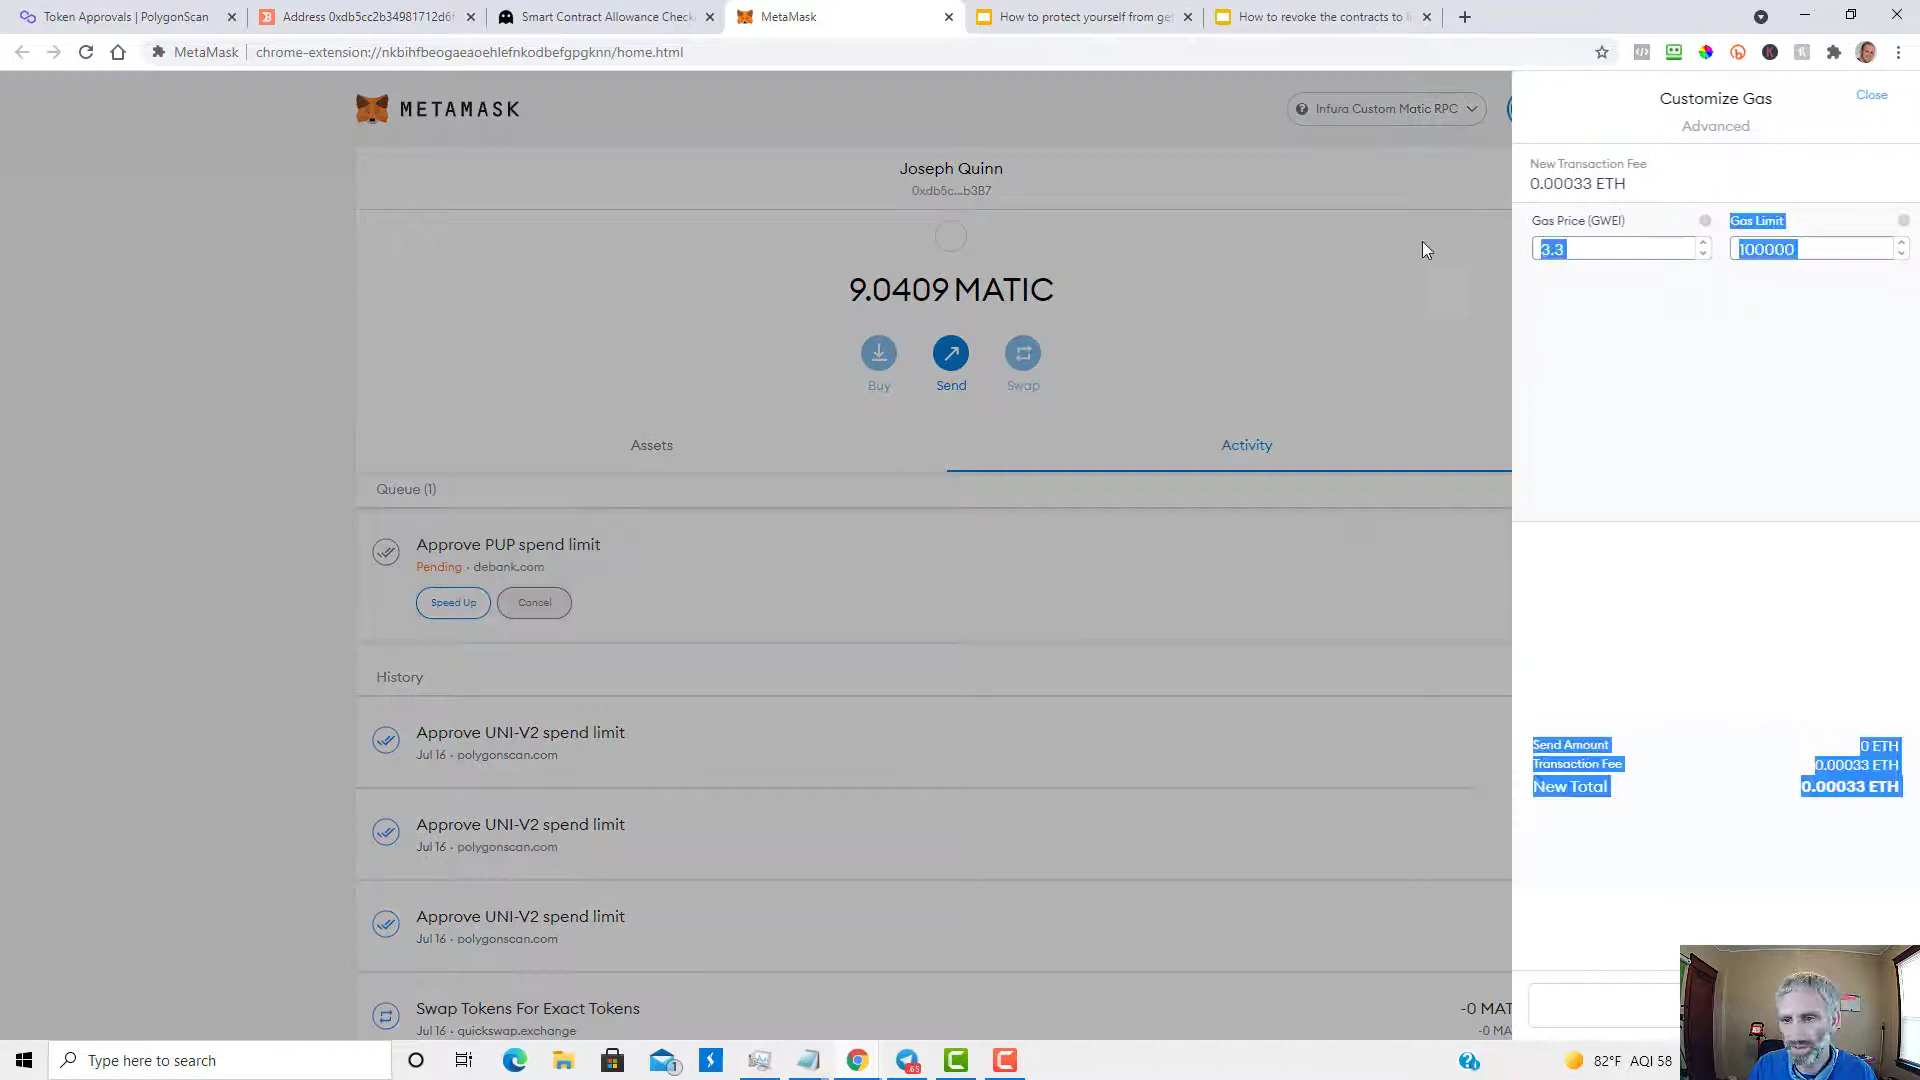 Token Approvals | PolygonScan
Address 0xdb5cc2b34981712d6
Smart Contract Allowance Check
MetaMask
How to protect yourself from ge
How to revoke the contracts to li
MetaMask
chrome-extension://nkbihfbeogaeaoehlefnkodbefgpgknn/home.html
METAMASK
Infura Custom Matic RPC
Customize Gas
Close
Advanced
Joseph Quinn
0xdb5c...b3B7
New Transaction Fee
0.00033 ETH
Gas Price (GWEI)
Gas Limit
3.3
100000
9.0409 MATIC
Buy
Send
Swap
Assets
Activity
Queue (1)
Approve PUP spend limit
Pending · debank.com
Speed Up
Cancel
History
Approve UNI-V2 spend limit
Jul 16 · polygonscan.com
Approve UNI-V2 spend limit
Jul 16 · polygonscan.com
Approve UNI-V2 spend limit
Jul 16 · polygonscan.com
Swap Tokens For Exact Tokens
-0 MAT
Jul 16 · quickswap.exchange
-0 MA
Send Amount
0 ETH
Transaction Fee
0.00033 ETH
New Total
0.00033 ETH
Type here to search
82°F AQI 58